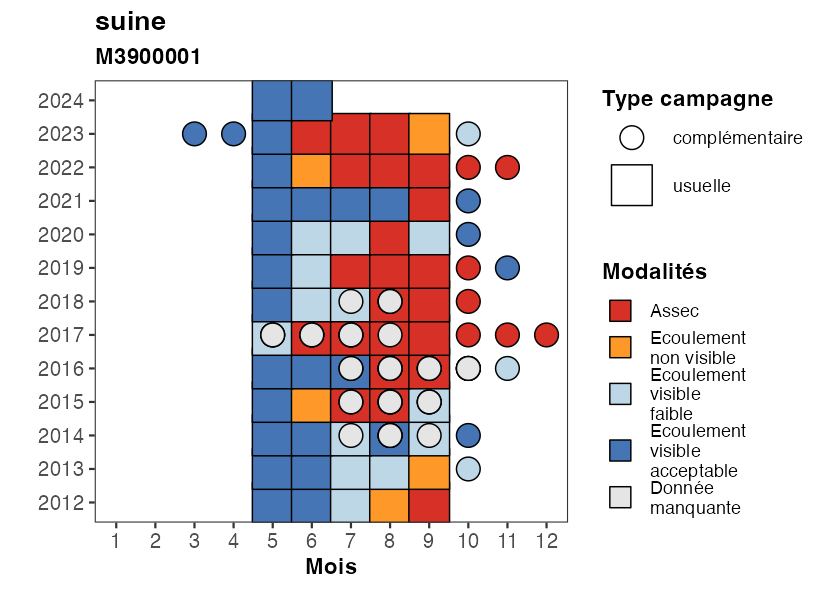 suine
M3900001
2024
2023
2022
2021
2020
2019
2018
2017
2016
2015
2014
2013
2012
1 2 3 4 5 6 7 8 9 10 11 12
Mois
Type campagne
complémentaire
usuelle
Modalités
Assec
Ecoulement
non visible
Ecoulement
visible
faible
Ecoulement
visible
acceptable
Donnée
manquante